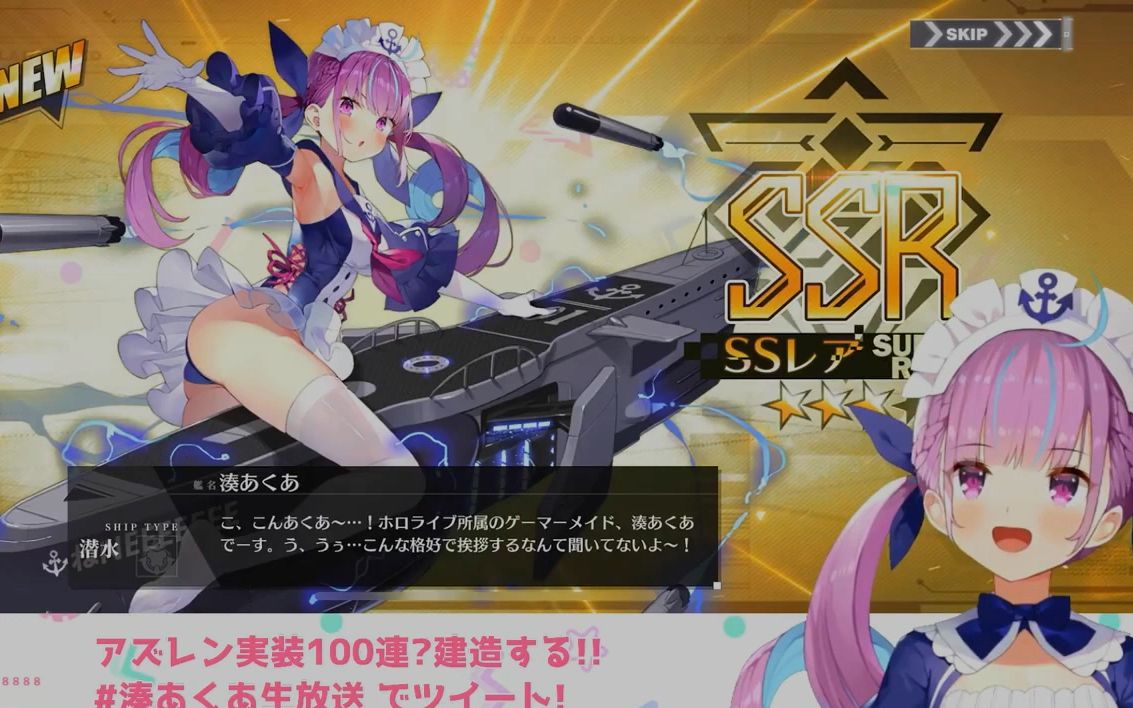 NEW
SKIP
SSR
SSレア
艦名 湊あくあ
SHIP TYPE
潜水
こ、こんあくあ〜…！ホロライブ所属のゲーマーメイド、湊あくあ
でーす。う、うぅ…こんな格好で挨拶するなんて聞いてないよ〜！
アズレン実装100連?建造する!!
8888
#湊あくあ生放送 でツイート!